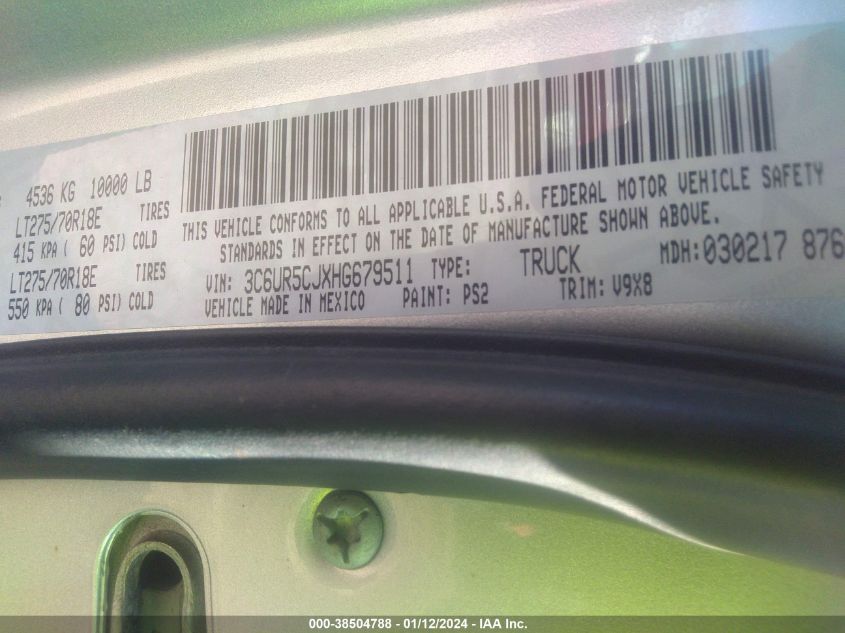 4536 KG 10000 LB
LT275/70R18E TIRES
415 KPA ( 60 PSI) COLD
LT275/70R18E TIRES
550 KPA ( 80 PSI) COLD
THIS VEHICLE CONFORMS TO ALL APPLICABLE U.S.A. FEDERAL MOTOR VEHICLE SAFETY
STANDARDS IN EFFECT ON THE DATE OF MANUFACTURE SHOWN ABOVE.
VIN: 3C6UR5CJXHG679511 TYPE: TRUCK MDH:030217 876
VEHICLE MADE IN MEXICO PAINT: PS2 TRIM: V9X8
000-38504788 - 01/12/2024 - IAA Inc.